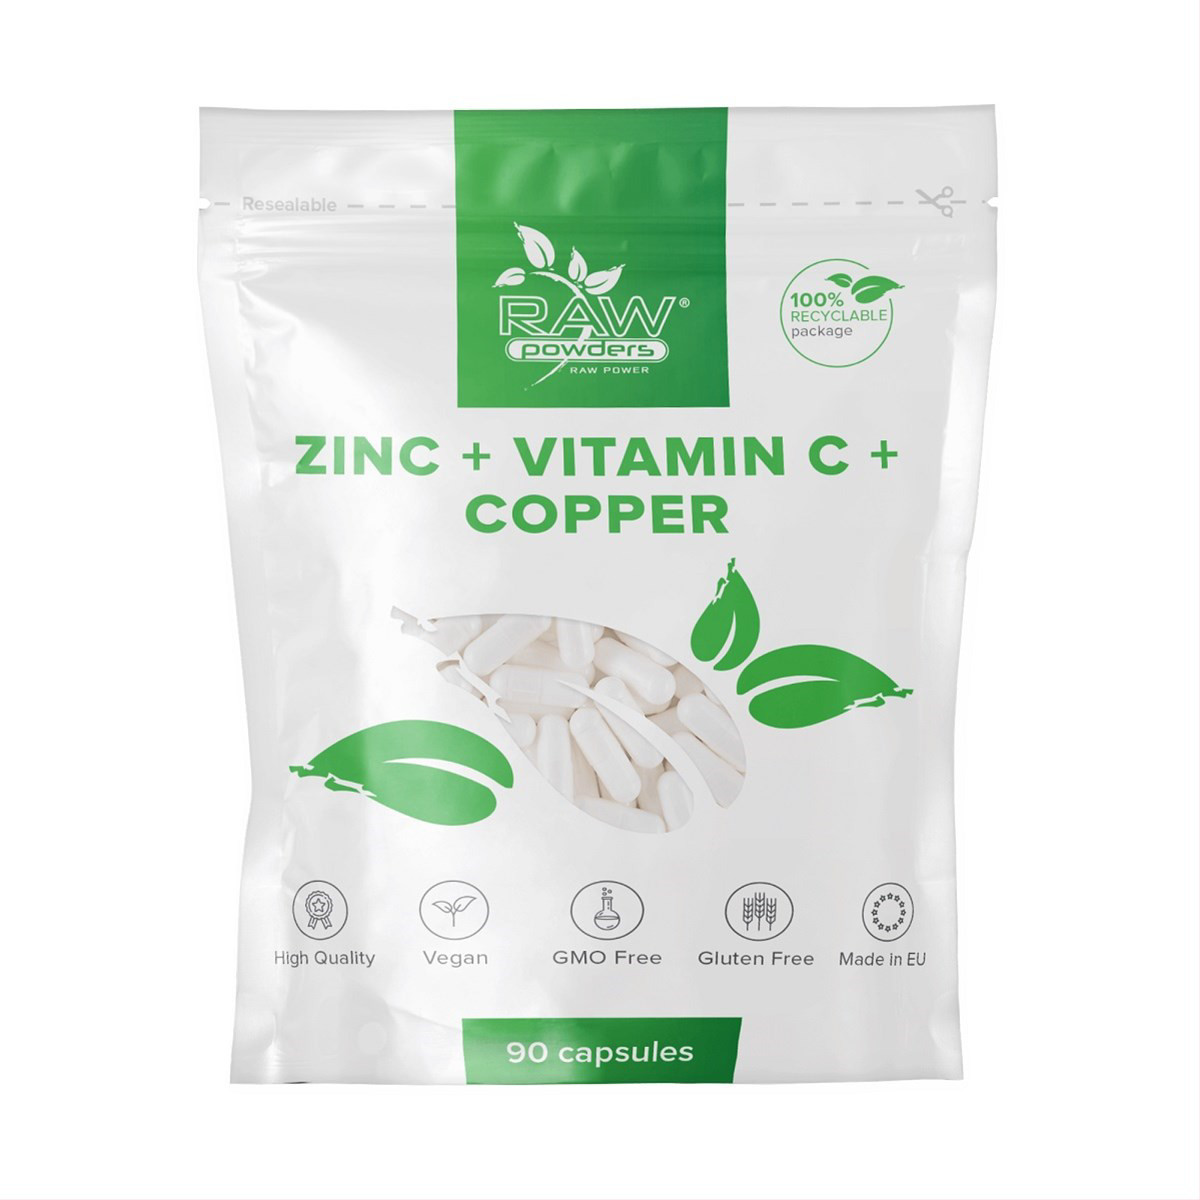 Resealable
RAW®
powders
RAW POWER
100%
RECYCLABLE
package
ZINC + VITAMIN C +
COPPER
High Quality
Vegan
GMO Free
Gluten Free
Made in EU
90 capsules